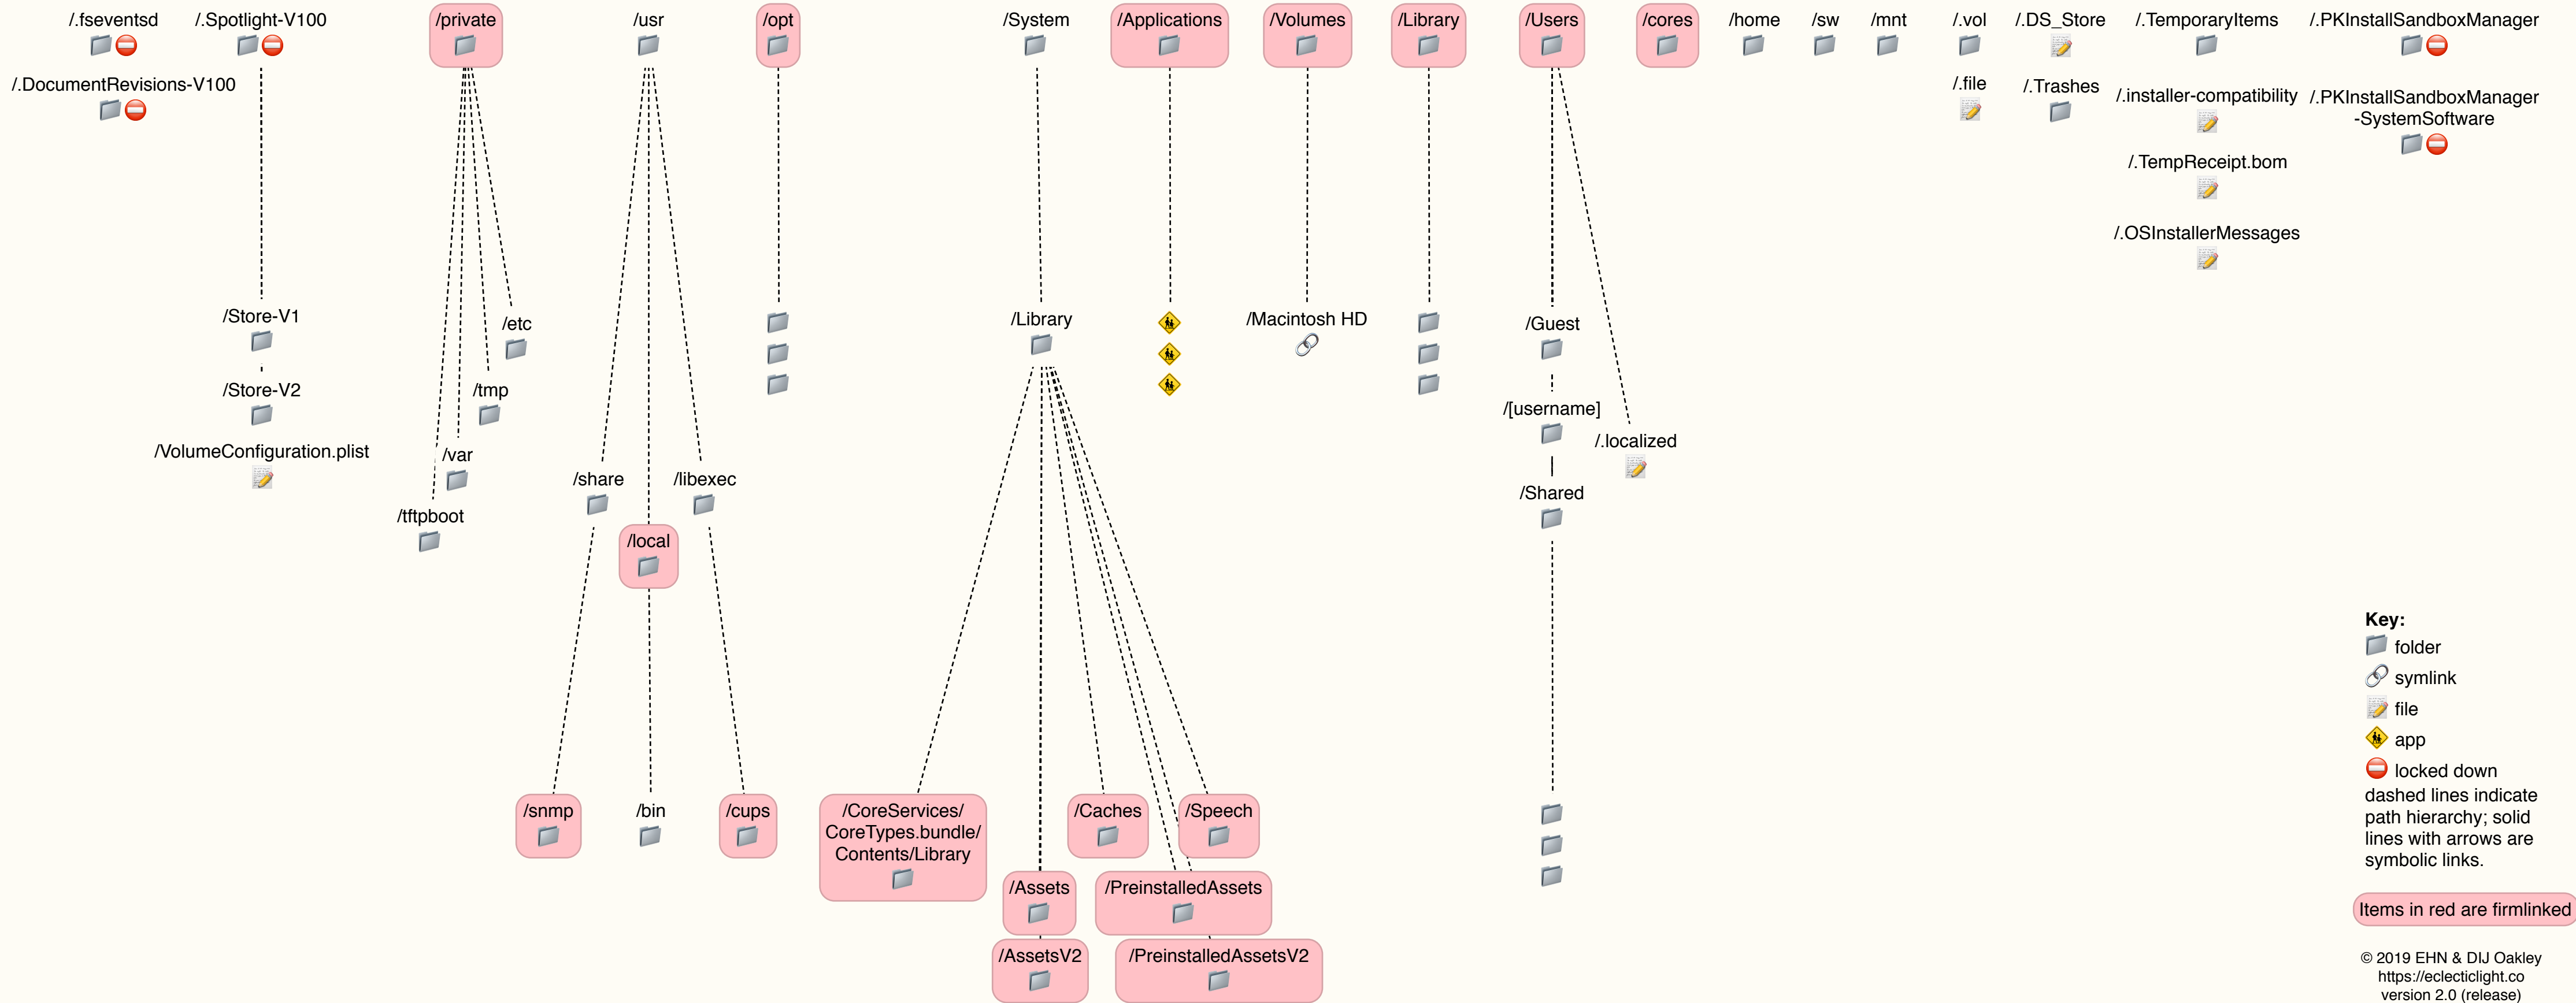 /.fseventsd
/.Spotlight-V100
/private
/usr
/opt
/System
/Applications
/Volumes
/Library
/Users
/cores
/home
/sw
/mnt
/.vol
/.DS_Store
/.TemporaryItems
/.PKInstallSandboxManager
/.DocumentRevisions-V100
/.file
/.Trashes
/.installer-compatibility
/.PKInstallSandboxManager
-SystemSoftware
/.TempReceipt.bom
/.OSInstallerMessages
/Store-V1
/Store-V2
/VolumeConfiguration.plist
/etc
/tmp
/var
/tftpboot
/share
/libexec
/local
/Library
/Macintosh HD
/Guest
/[username]
/.localized
/Shared
/snmp
/bin
/cups
/CoreServices/
CoreTypes.bundle/
Contents/Library
/Caches
/Speech
/Assets
/PreinstalledAssets
/AssetsV2
/PreinstalledAssetsV2
Key:
folder
symlink
file
app
locked down
dashed lines indicate
path hierarchy; solid
lines with arrows are
symbolic links.
Items in red are firmlinked
© 2019 EHN & DIJ Oakley
https://eclecticlight.co
version 2.0 (release)